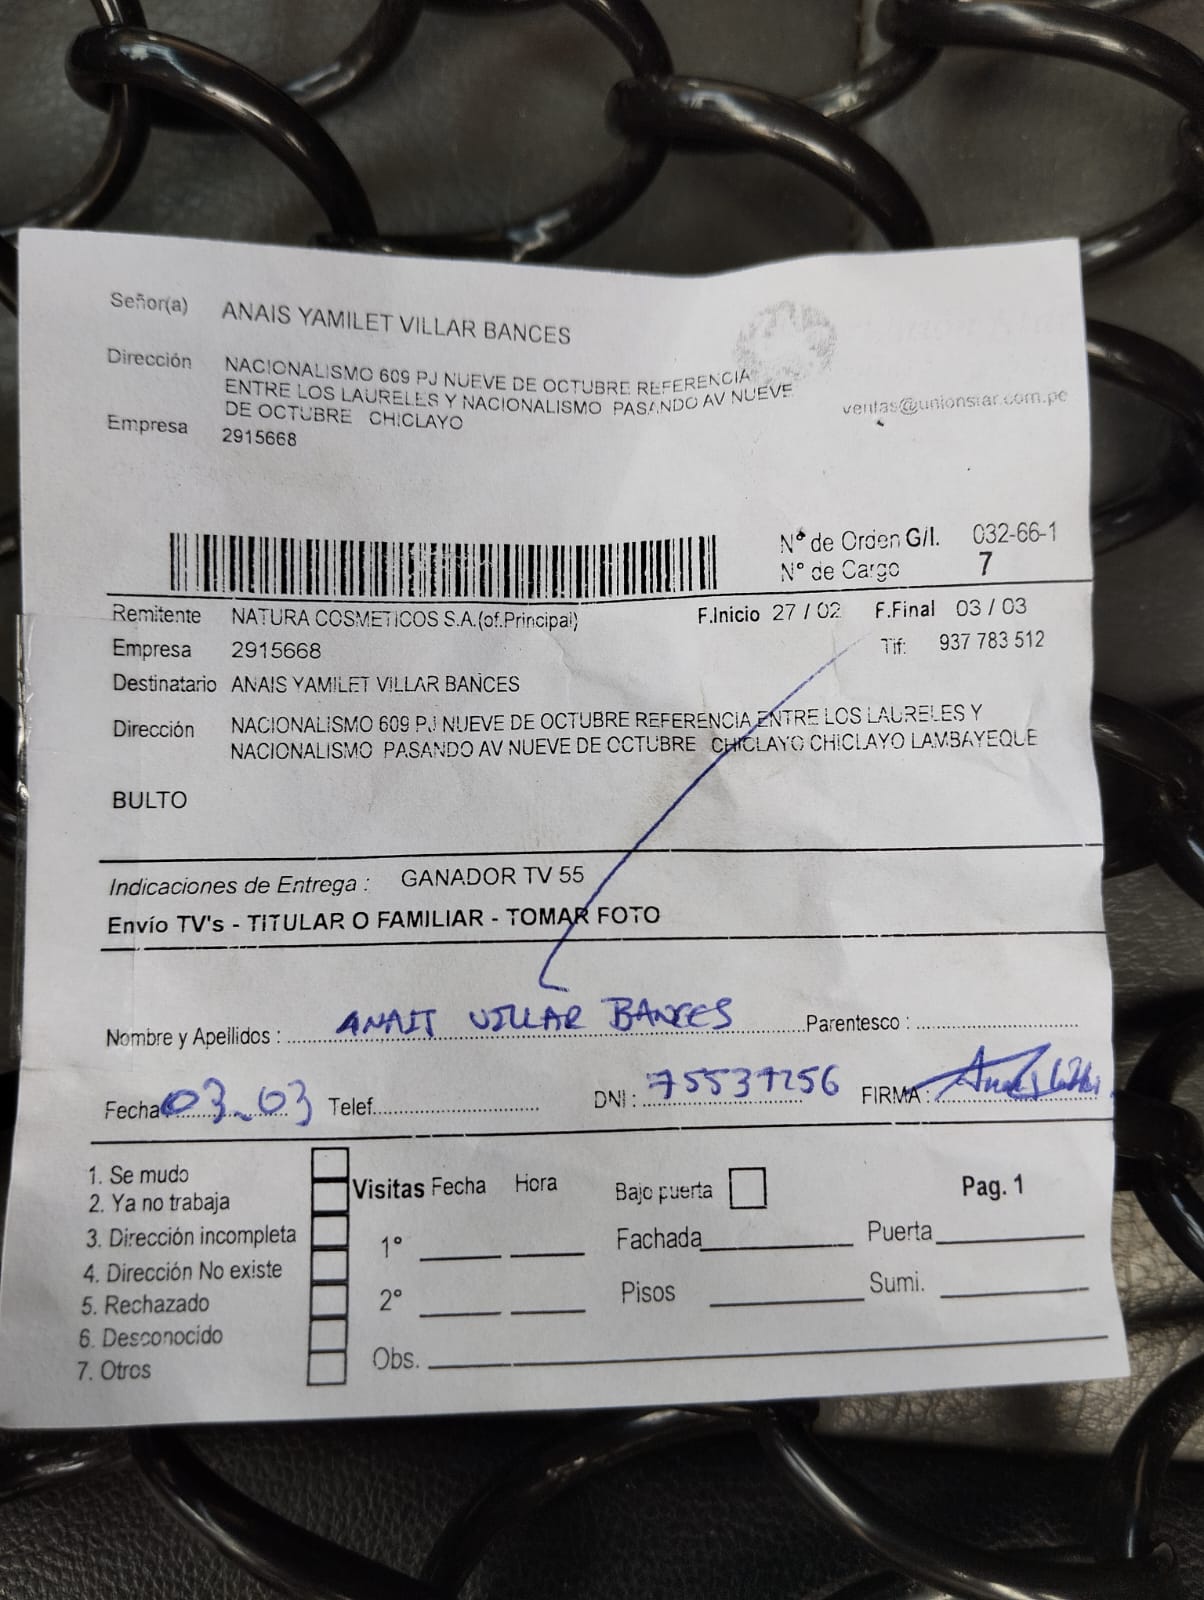 Señor(a) ANAIS YAMILET VILLAR BANCES
Dirección NACIONALISMO 609 PJ NUEVE DE OCTUBRE REFERENCIA
ENTRE LOS LAURELES Y NACIONALISMO PASANDO AV NUEVE
DE OCTUBRE CHICLAYO
ventas@unionstar.com.pe
Empresa 2915668
N° de Orden G/I. 032-66-1
N° de Cargo 7
Remitente NATURA COSMETICOS S.A.(of.Principal) F.Inicio 27 / 02 F.Final 03 / 03
Empresa 2915668 Tlf: 937 783 512
Destinatario ANAIS YAMILET VILLAR BANCES
Dirección NACIONALISMO 609 PJ NUEVE DE OCTUBRE REFERENCIA ENTRE LOS LAURELES Y
NACIONALISMO PASANDO AV NUEVE DE OCTUBRE CHICLAYO CHICLAYO LAMBAYEQUE
BULTO
Indicaciones de Entrega : GANADOR TV 55
Envío TV's - TITULAR O FAMILIAR - TOMAR FOTO
Nombre y Apellidos : ANAIS VILLAR BANCES Parentesco :
Fecha 03-03 Telef. DNI : 75537256 FIRMA :
1. Se mudo
2. Ya no trabaja
3. Dirección incompleta
4. Dirección No existe
5. Rechazado
6. Desconocido
7. Otros
Visitas Fecha Hora
1°
2°
Obs.
Bajo puerta Pag. 1
Fachada Puerta
Pisos Sumi.